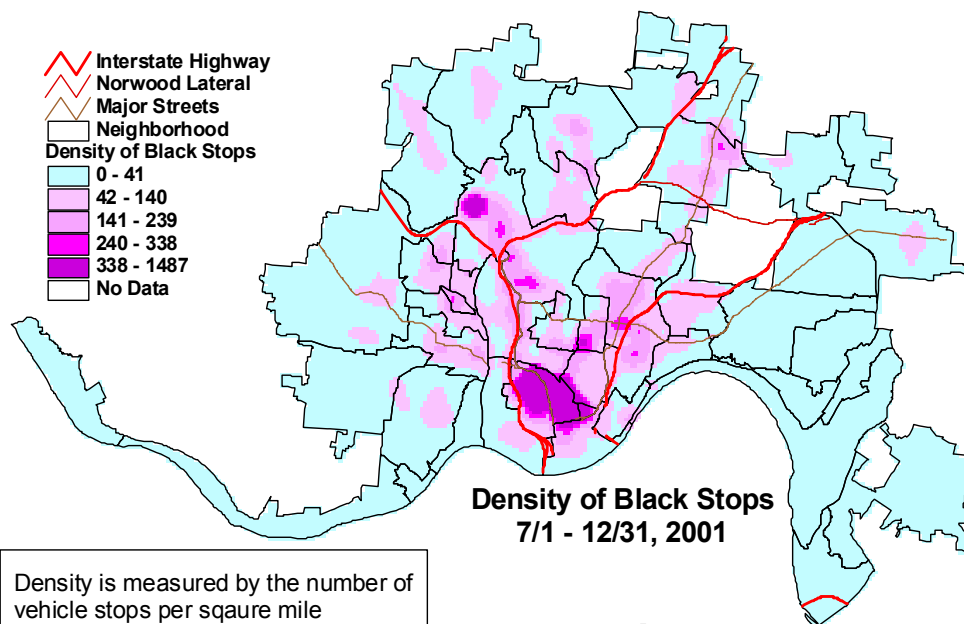 Interstate Highway
Norwood Lateral
Major Streets
Neighborhood
Density of Black Stops
0 - 41
42 - 140
141 - 239
240 - 338
338 - 1487
No Data
Density of Black Stops
7/1 - 12/31, 2001
Density is measured by the number of
vehicle stops per sqaure mile